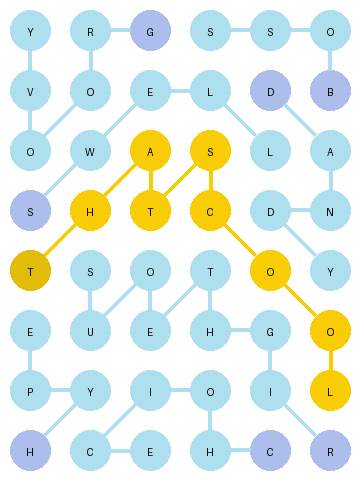 Y R G S S O
V O E L D B
O W A S L A
S H T C D N
T S O T O Y
E U E H G O
P Y I O I L
H C E H C R